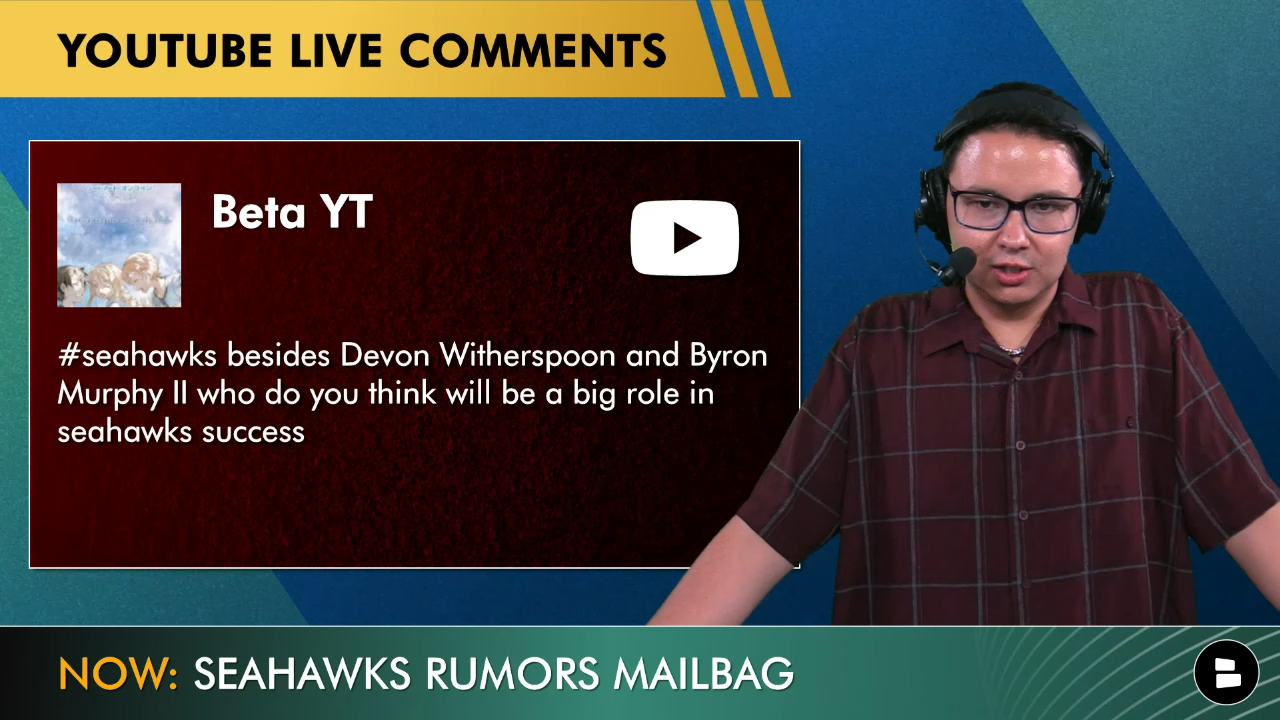 YOUTUBE LIVE COMMENTS
Beta YT
#seahawks besides Devon Witherspoon and Byron
Murphy II who do you think will be a big role in
seahawks success
NOW: SEAHAWKS RUMORS MAILBAG